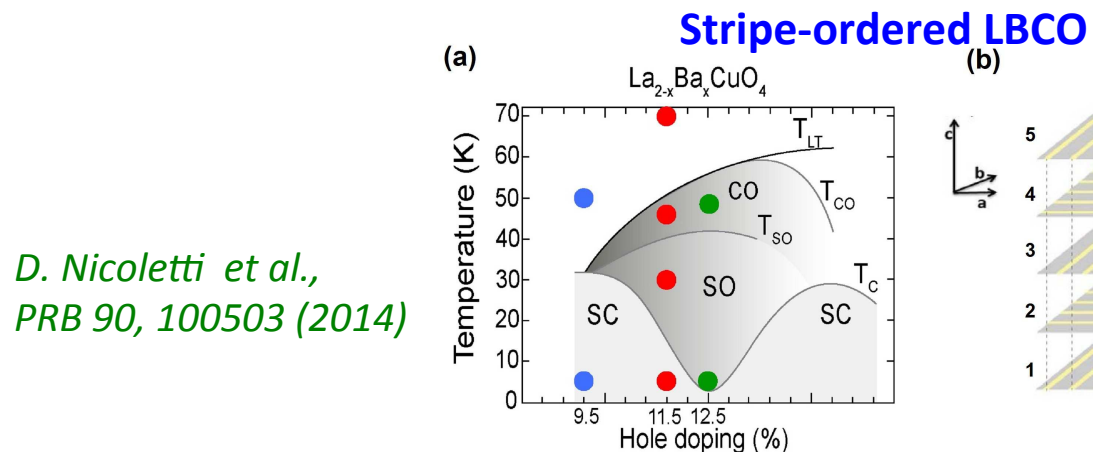 Stripe-ordered LBCO
D. Nicoletti et al.,
PRB 90, 100503 (2014)
(a)
La2-xBaxCuO4
Temperature (K)
70
60
50
40
30
20
10
0
TLT
CO
TCO
TSO
SO
TC
SC
SC
9.5
11.5
12.5
Hole doping (%)
(b)
c
b
a
5
4
3
2
1